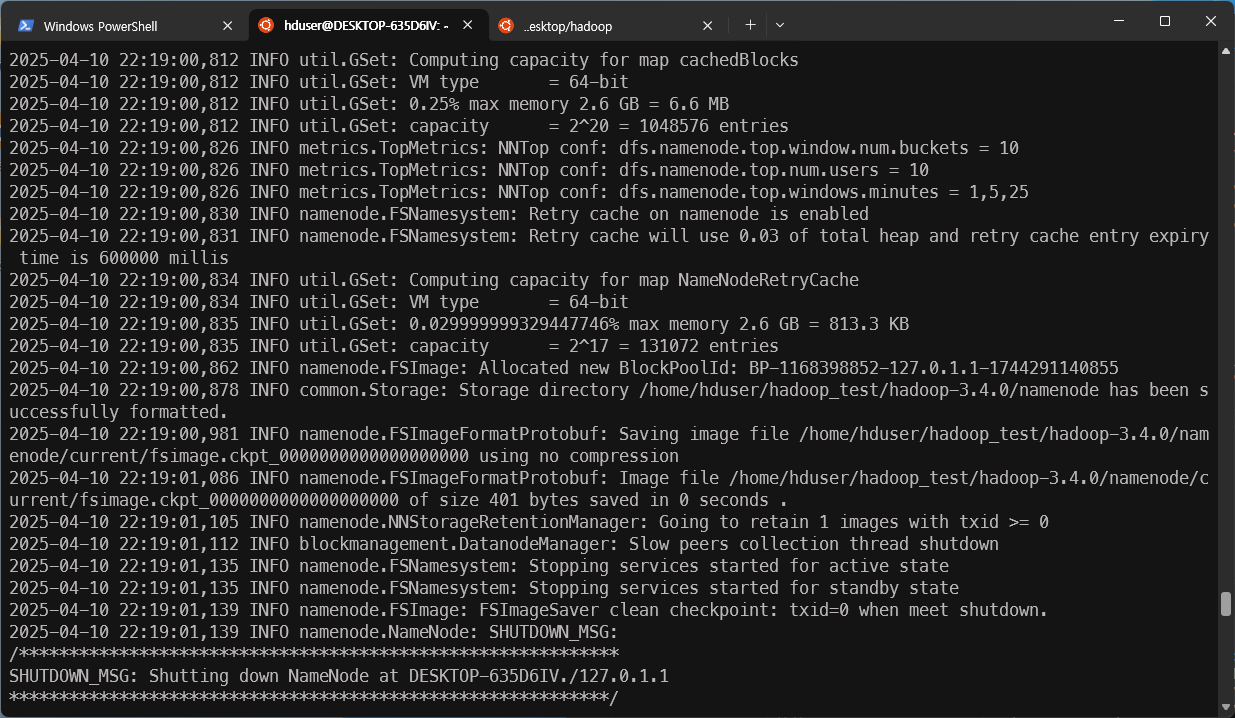 Windows PowerShell
hduser@DESKTOP-635D6IV: -
..esktop/hadoop
2025-04-10 22:19:00,812 INFO util.GSet: Computing capacity for map cachedBlocks
2025-04-10 22:19:00,812 INFO util.GSet: VM type       = 64-bit
2025-04-10 22:19:00,812 INFO util.GSet: 0.25% max memory 2.6 GB = 6.6 MB
2025-04-10 22:19:00,812 INFO util.GSet: capacity      = 2^20 = 1048576 entries
2025-04-10 22:19:00,826 INFO metrics.TopMetrics: NNTop conf: dfs.namenode.top.window.num.buckets = 10
2025-04-10 22:19:00,826 INFO metrics.TopMetrics: NNTop conf: dfs.namenode.top.num.users = 10
2025-04-10 22:19:00,826 INFO metrics.TopMetrics: NNTop conf: dfs.namenode.top.windows.minutes = 1,5,25
2025-04-10 22:19:00,830 INFO namenode.FSNamesystem: Retry cache on namenode is enabled
2025-04-10 22:19:00,831 INFO namenode.FSNamesystem: Retry cache will use 0.03 of total heap and retry cache entry expiry
 time is 600000 millis
2025-04-10 22:19:00,834 INFO util.GSet: Computing capacity for map NameNodeRetryCache
2025-04-10 22:19:00,834 INFO util.GSet: VM type       = 64-bit
2025-04-10 22:19:00,835 INFO util.GSet: 0.029999999329447746% max memory 2.6 GB = 813.3 KB
2025-04-10 22:19:00,835 INFO util.GSet: capacity      = 2^17 = 131072 entries
2025-04-10 22:19:00,862 INFO namenode.FSImage: Allocated new BlockPoolId: BP-1168398852-127.0.1.1-1744291140855
2025-04-10 22:19:00,878 INFO common.Storage: Storage directory /home/hduser/hadoop_test/hadoop-3.4.0/namenode has been s
uccessfully formatted.
2025-04-10 22:19:00,981 INFO namenode.FSImageFormatProtobuf: Saving image file /home/hduser/hadoop_test/hadoop-3.4.0/nam
enode/current/fsimage.ckpt_0000000000000000000 using no compression
2025-04-10 22:19:01,086 INFO namenode.FSImageFormatProtobuf: Image file /home/hduser/hadoop_test/hadoop-3.4.0/namenode/c
urrent/fsimage.ckpt_0000000000000000000 of size 401 bytes saved in 0 seconds .
2025-04-10 22:19:01,105 INFO namenode.NNStorageRetentionManager: Going to retain 1 images with txid >= 0
2025-04-10 22:19:01,112 INFO blockmanagement.DatanodeManager: Slow peers collection thread shutdown
2025-04-10 22:19:01,135 INFO namenode.FSNamesystem: Stopping services started for active state
2025-04-10 22:19:01,135 INFO namenode.FSNamesystem: Stopping services started for standby state
2025-04-10 22:19:01,139 INFO namenode.FSImage: FSImageSaver clean checkpoint: txid=0 when meet shutdown.
2025-04-10 22:19:01,139 INFO namenode.NameNode: SHUTDOWN_MSG:
/************************************************************
SHUTDOWN_MSG: Shutting down NameNode at DESKTOP-635D6IV./127.0.1.1
************************************************************/